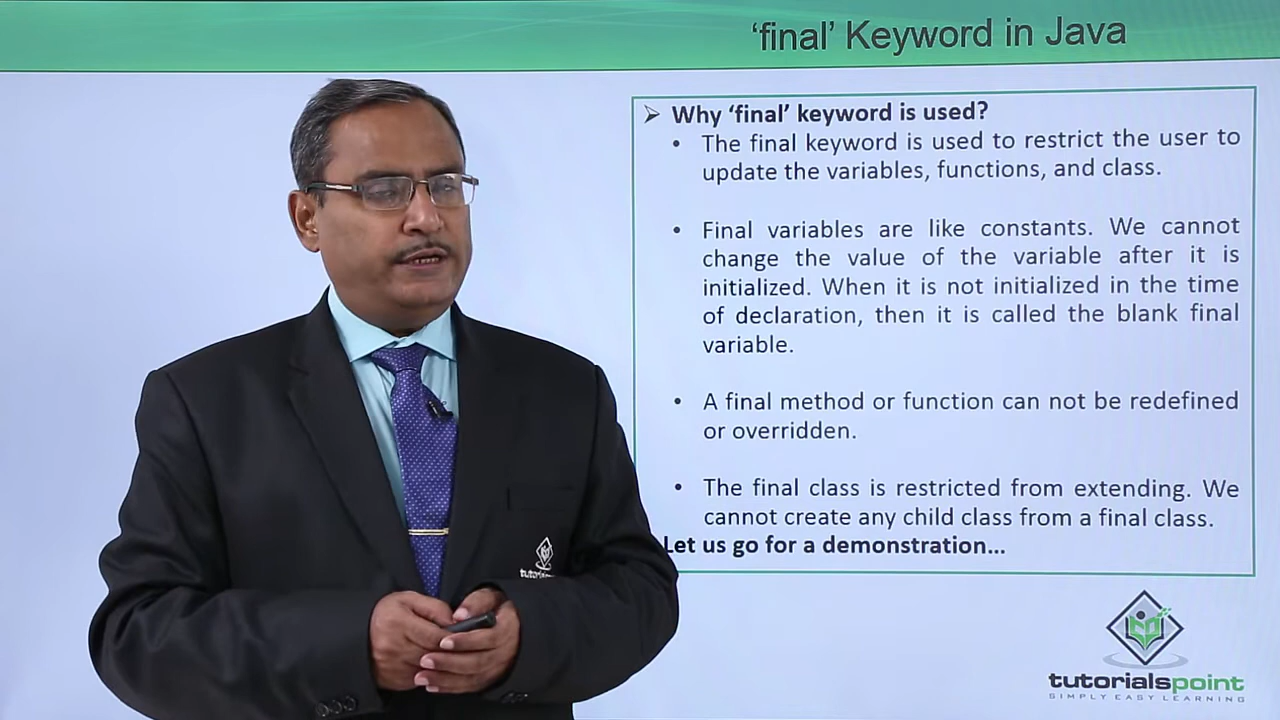 ‘final’ Keyword in Java
➢ Why ‘final’ keyword is used?
• The final keyword is used to restrict the user to
update the variables, functions, and class.
• Final variables are like constants. We cannot
change the value of the variable after it is
initialized. When it is not initialized in the time
of declaration, then it is called the blank final
variable.
• A final method or function can not be redefined
or overridden.
• The final class is restricted from extending. We
cannot create any child class from a final class.
Let us go for a demonstration...
tutorialspoint
SIMPLY EASY LEARNING